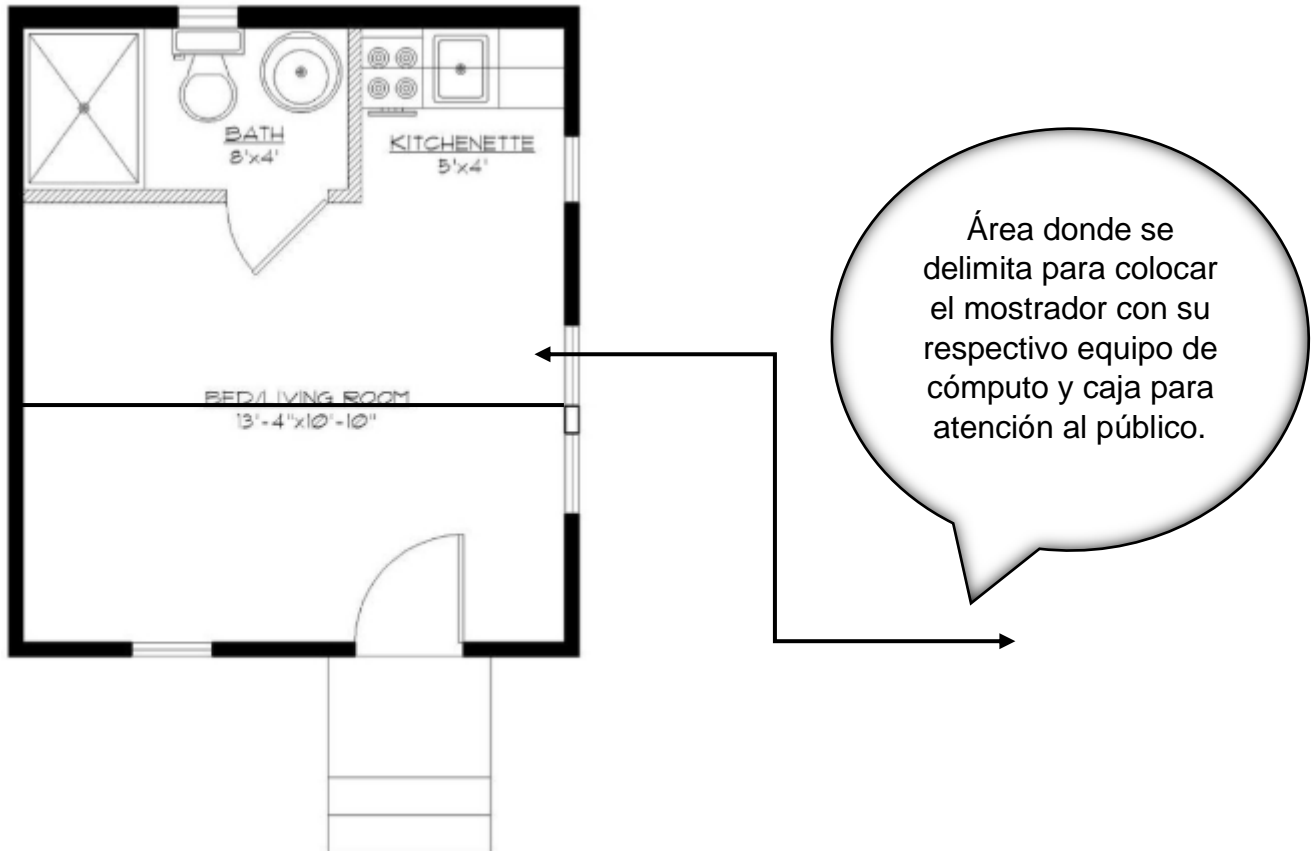 BATH
8'x4'
KITCHENETTE
5'x4'
BED/LIVING ROOM
13'-4"x10'-10"
Área donde se
delimita para colocar
el mostrador con su
respectivo equipo de
cómputo y caja para
atención al público.